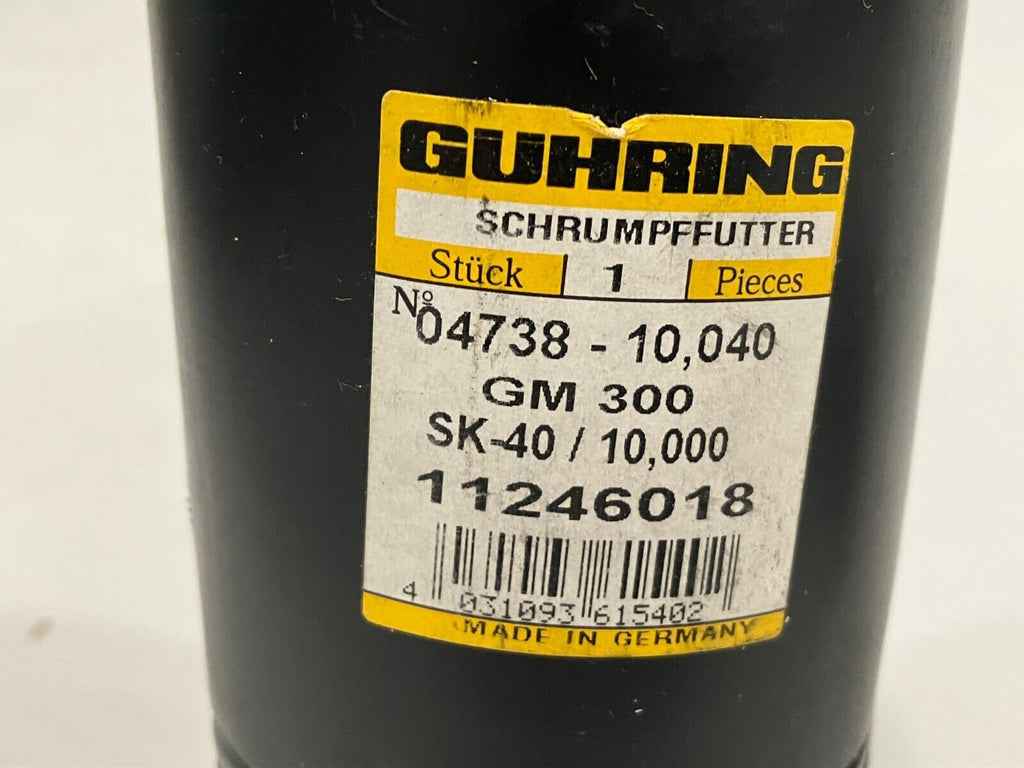 GUHRING
SCHRUMPFFUTTER
Stück 1 Pieces
Nº 04738 - 10,040
GM 300
SK-40 / 10,000
11246018
4 031093 615402
MADE IN GERMANY